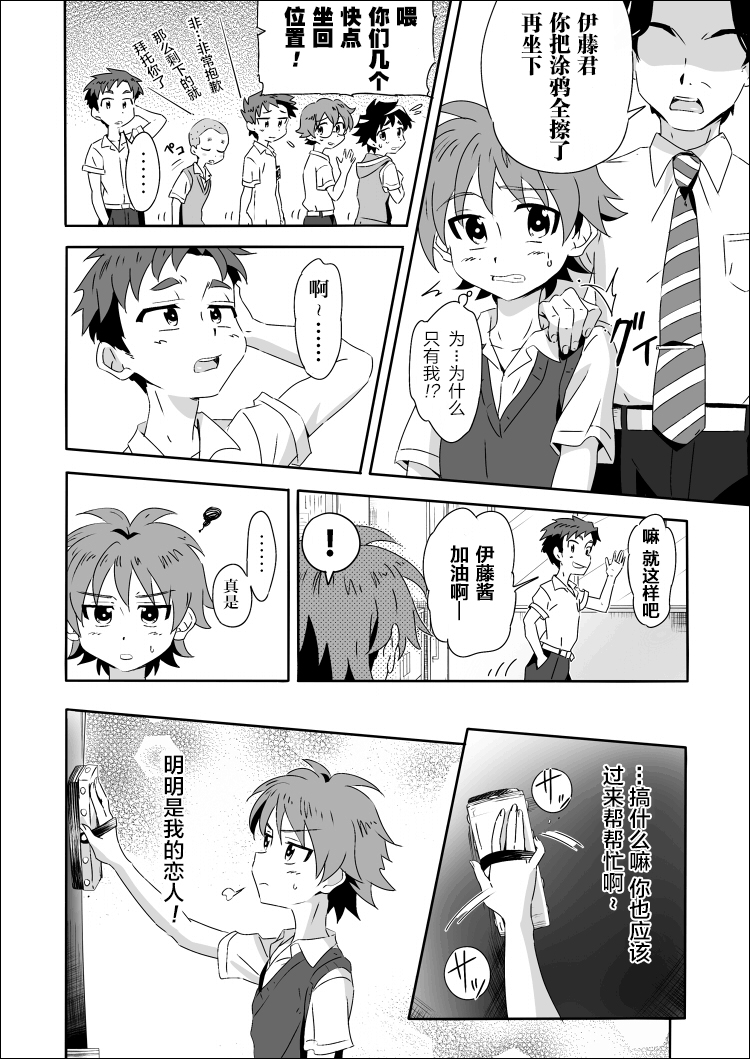 伊藤君
你把涂鸦全擦了
再坐下
グイ
为…为什么
只有我!?
喂
你们几个
快点
坐回
位置！
非…非常抱歉
那么剩下的就
拜托你了
ペコ
……
啊～……
嘛 就这样吧
伊藤酱
加油啊—
！
……
真是
…搞什么嘛 你也应该
过来帮帮忙啊～
サッ
サッ
明明是我的恋人！